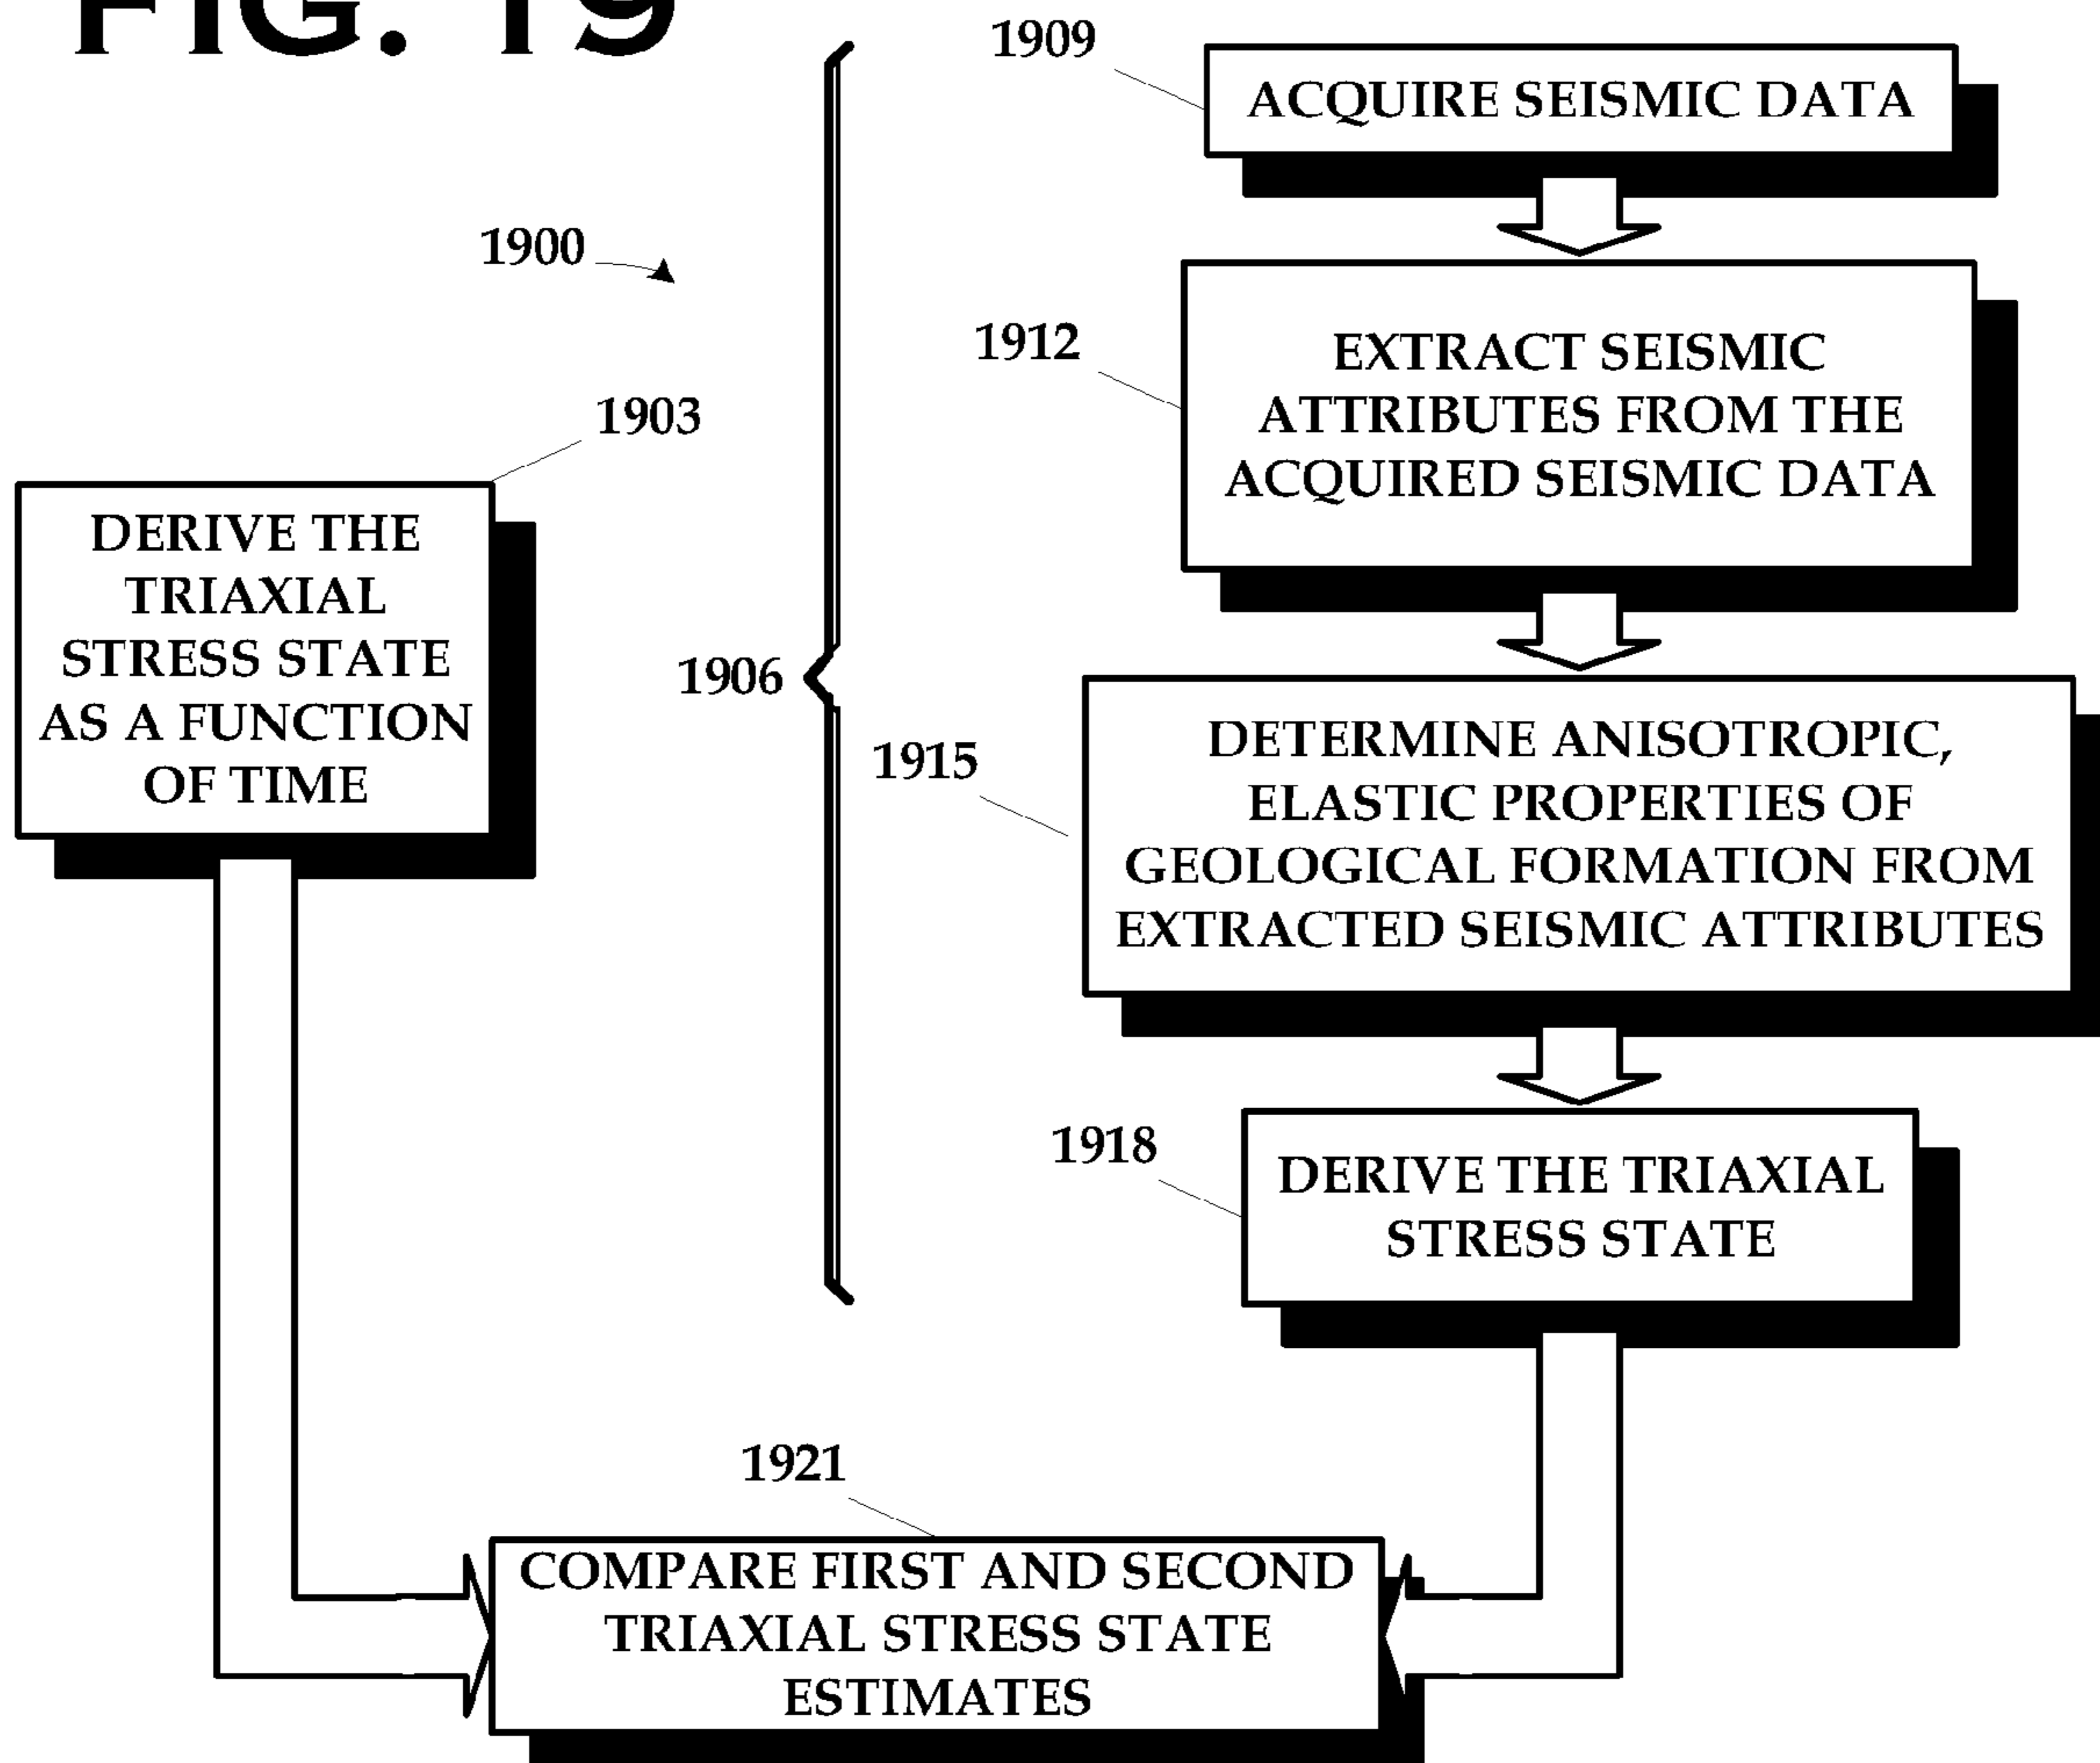 FIG. 19
1909
ACQUIRE SEISMIC DATA
1900
1912
EXTRACT SEISMIC
ATTRIBUTES FROM THE
ACQUIRED SEISMIC DATA
1903
DERIVE THE
TRIAXIAL
STRESS STATE
AS A FUNCTION
OF TIME
1906
1915
DETERMINE ANISOTROPIC,
ELASTIC PROPERTIES OF
GEOLOGICAL FORMATION FROM
EXTRACTED SEISMIC ATTRIBUTES
1918
DERIVE THE TRIAXIAL
STRESS STATE
1921
COMPARE FIRST AND SECOND
TRIAXIAL STRESS STATE
ESTIMATES